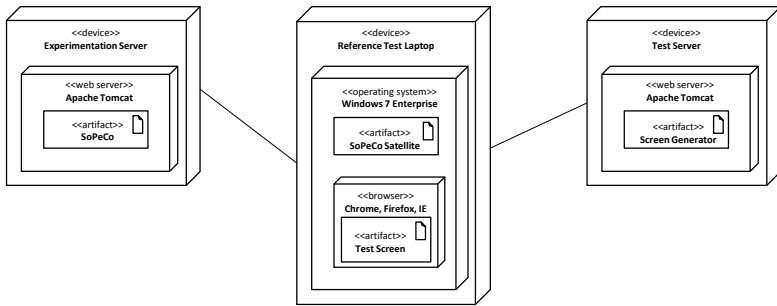 <<device>>
Experimentation Server
<<web server>>
Apache Tomcat
<<artifact>>
SoPeCo
<<device>>
Reference Test Laptop
<<operating system>>
Windows 7 Enterprise
<<artifact>>
SoPeCo Satellite
<<browser>>
Chrome, Firefox, IE
<<artifact>>
Test Screen
<<device>>
Test Server
<<web server>>
Apache Tomcat
<<artifact>>
Screen Generator